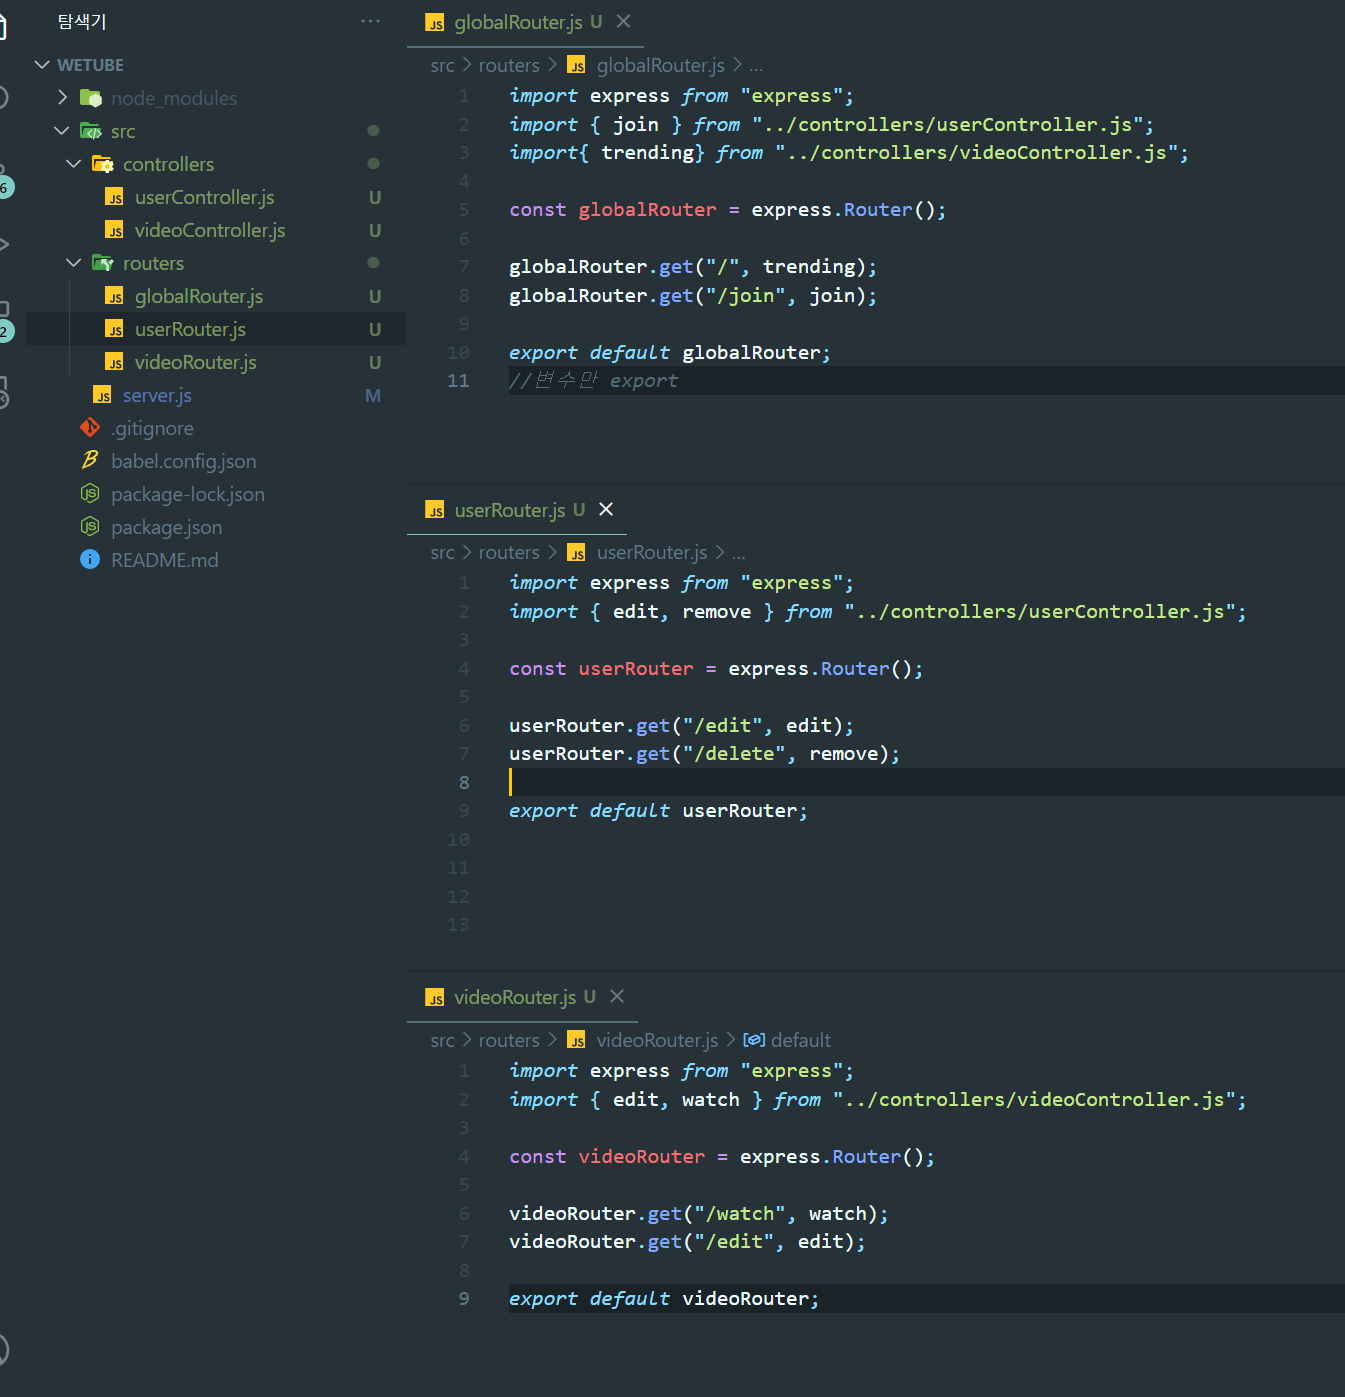 탐색기 ...
WETUBE
node_modules
src
controllers
userController.js U
videoController.js U
routers
globalRouter.js U
userRouter.js U
videoRouter.js U
server.js M
.gitignore
babel.config.json
package-lock.json
package.json
README.md
6
2
globalRouter.js U
src > routers > globalRouter.js > ...
1 import express from "express";
2 import { join } from "../controllers/userController.js";
3 import{ trending} from "../controllers/videoController.js";
4
5 const globalRouter = express.Router();
6
7 globalRouter.get("/", trending);
8 globalRouter.get("/join", join);
9
10 export default globalRouter;
11 //변수만 export
userRouter.js U
src > routers > userRouter.js > ...
1 import express from "express";
2 import { edit, remove } from "../controllers/userController.js";
3
4 const userRouter = express.Router();
5
6 userRouter.get("/edit", edit);
7 userRouter.get("/delete", remove);
8
9 export default userRouter;
10
11
12
13
videoRouter.js U
src > routers > videoRouter.js > default
1 import express from "express";
2 import { edit, watch } from "../controllers/videoController.js";
3
4 const videoRouter = express.Router();
5
6 videoRouter.get("/watch", watch);
7 videoRouter.get("/edit", edit);
8
9 export default videoRouter;